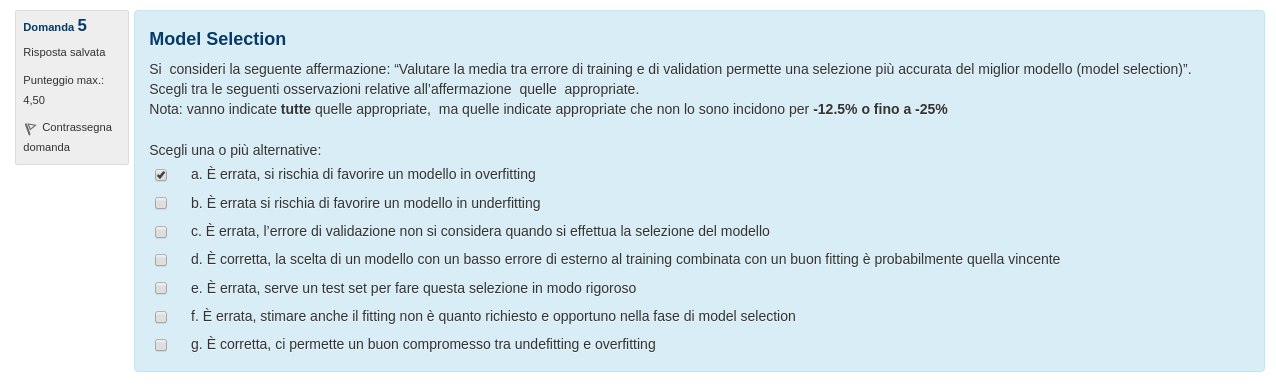 Domanda 5
Risposta salvata
Punteggio max.:
4,50
Contrassegna
domanda
Model Selection
Si consideri la seguente affermazione: “Valutare la media tra errore di training e di validation permette una selezione più accurata del miglior modello (model selection)”.
Scegli tra le seguenti osservazioni relative all’affermazione quelle appropriate.
Nota: vanno indicate tutte quelle appropriate, ma quelle indicate appropriate che non lo sono incidono per -12.5% o fino a -25%
Scegli una o più alternative:
a. È errata, si rischia di favorire un modello in overfitting
b. È errata si rischia di favorire un modello in underfitting
c. È errata, l’errore di validazione non si considera quando si effettua la selezione del modello
d. È corretta, la scelta di un modello con un basso errore di esterno al training combinata con un buon fitting è probabilmente quella vincente
e. È errata, serve un test set per fare questa selezione in modo rigoroso
f. È errata, stimare anche il fitting non è quanto richiesto e opportuno nella fase di model selection
g. È corretta, ci permette un buon compromesso tra undefitting e overfitting